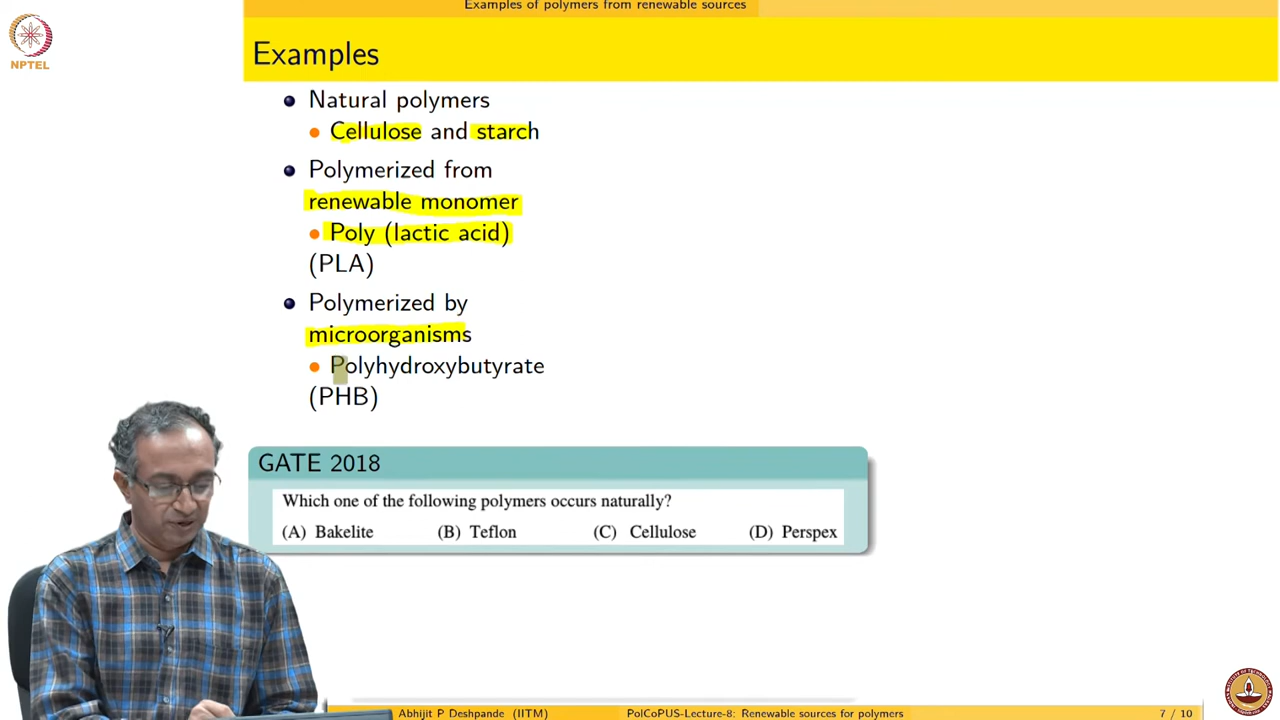 Examples of polymers from renewable sources
NPTEL
Examples
Natural polymers
Cellulose and starch
Polymerized from
renewable monomer
Poly (lactic acid)
(PLA)
Polymerized by
microorganisms
Polyhydroxybutyrate
(PHB)
GATE 2018
Which one of the following polymers occurs naturally?
(A) Bakelite (B) Teflon (C) Cellulose (D) Perspex
Abhijit P Deshpande (IITM) PolCoPUS-Lecture-8: Renewable sources for polymers 7 / 10